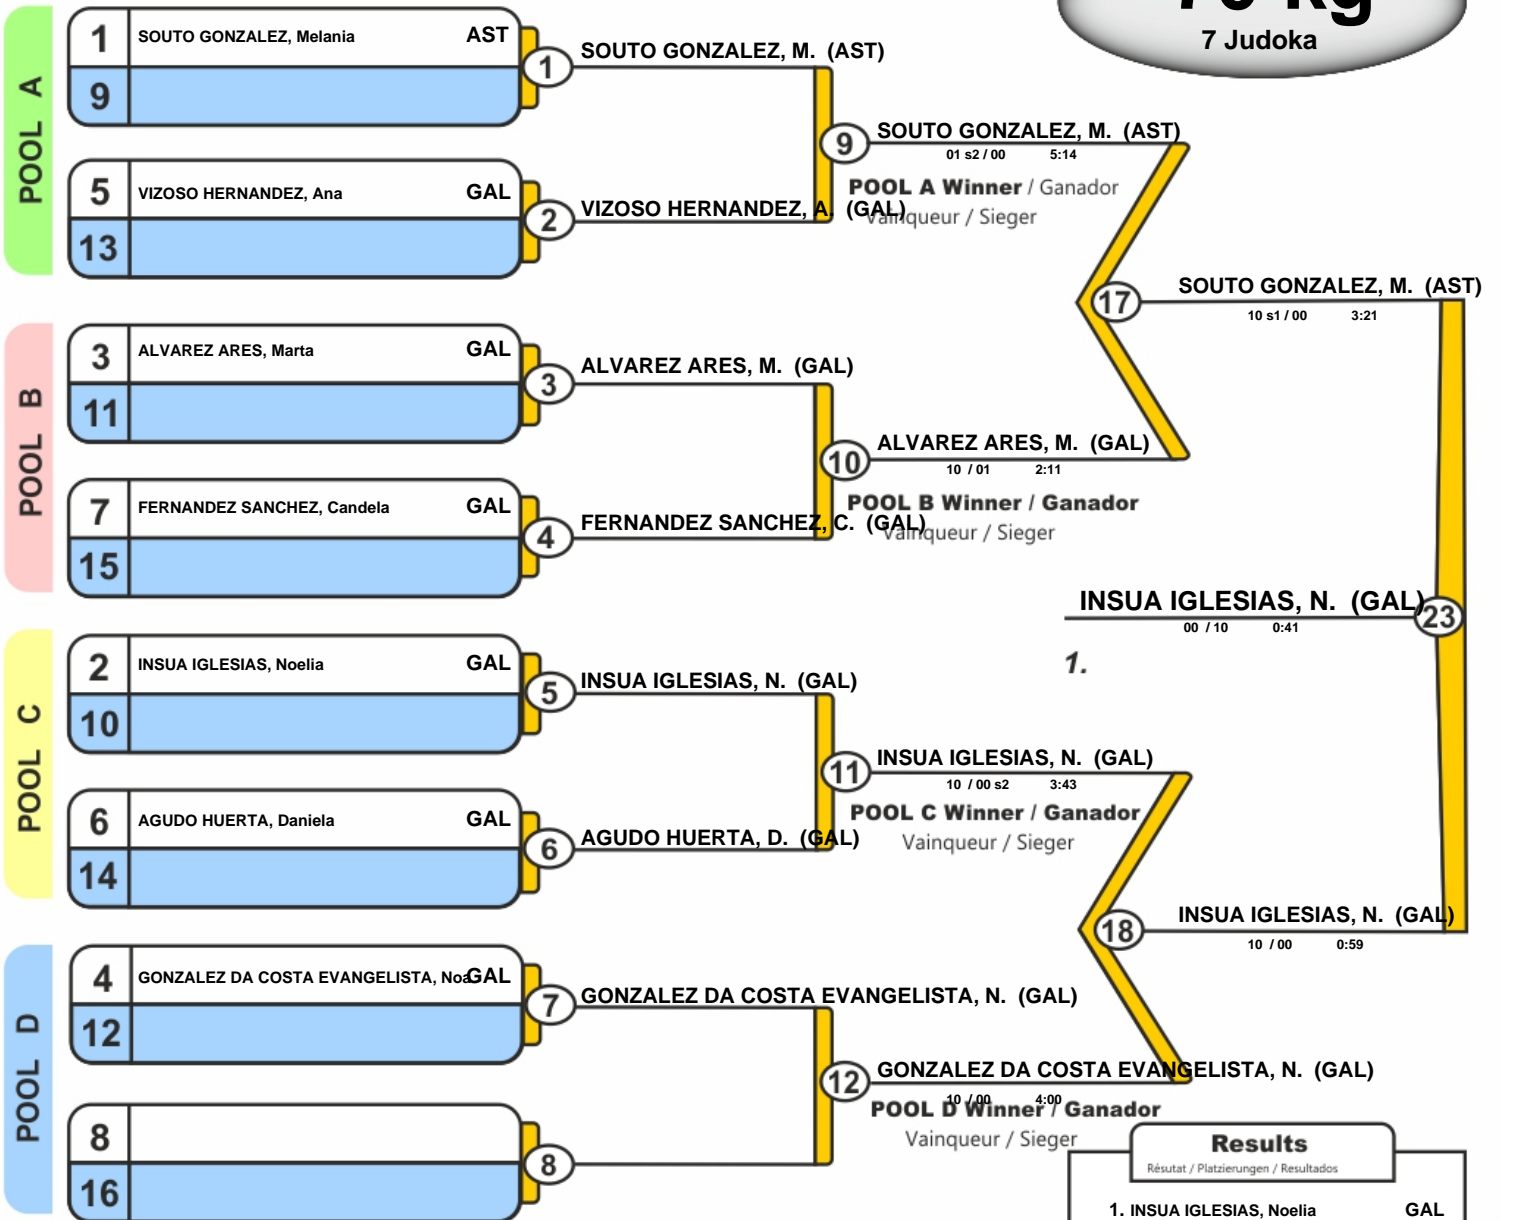 7 Judoka
POOL A
1 SOUTO GONZALEZ, Melania AST
9
1 SOUTO GONZALEZ, M. (AST)
5 VIZOSO HERNANDEZ, Ana GAL
13
2 VIZOSO HERNANDEZ, A. (GAL)
9 SOUTO GONZALEZ, M. (AST)
01 s2 / 00 5:14
POOL A Winner / Ganador
Vainqueur / Sieger
POOL B
3 ALVAREZ ARES, Marta GAL
11
3 ALVAREZ ARES, M. (GAL)
7 FERNANDEZ SANCHEZ, Candela GAL
15
4 FERNANDEZ SANCHEZ, C. (GAL)
10 ALVAREZ ARES, M. (GAL)
10 / 01 2:11
POOL B Winner / Ganador
Vainqueur / Sieger
17 SOUTO GONZALEZ, M. (AST)
10 s1 / 00 3:21
INSUA IGLESIAS, N. (GAL) 23
00 / 10 0:41
1.
POOL C
2 INSUA IGLESIAS, Noelia GAL
10
5 INSUA IGLESIAS, N. (GAL)
6 AGUDO HUERTA, Daniela GAL
14
6 AGUDO HUERTA, D. (GAL)
11 INSUA IGLESIAS, N. (GAL)
10 / 00 s2 3:43
POOL C Winner / Ganador
Vainqueur / Sieger
18 INSUA IGLESIAS, N. (GAL)
10 / 00 0:59
POOL D
4 GONZALEZ DA COSTA EVANGELISTA, Noa GAL
12
7 GONZALEZ DA COSTA EVANGELISTA, N. (GAL)
8
16
8
12 GONZALEZ DA COSTA EVANGELISTA, N. (GAL)
10 / 00 4:00
POOL D Winner / Ganador
Vainqueur / Sieger
Results
Résutat / Platzierungen / Resultados
1. INSUA IGLESIAS, Noelia GAL